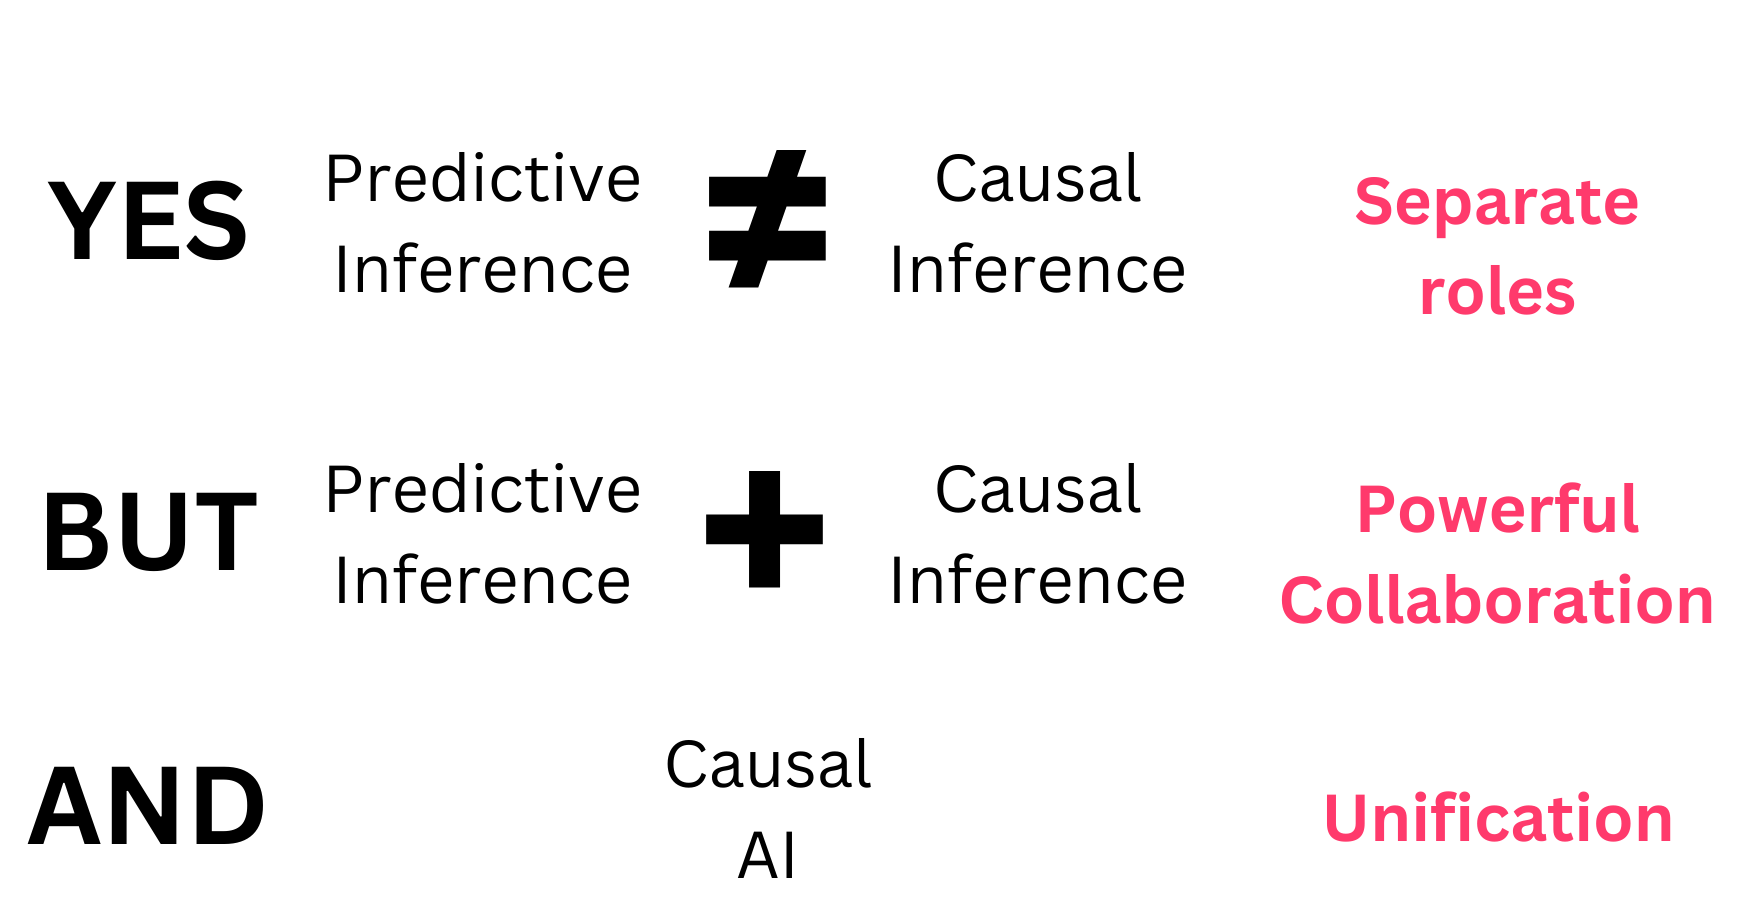 YES Predictive Inference ≠ Causal Inference Separate roles
BUT Predictive Inference + Causal Inference Powerful Collaboration
AND Causal AI Unification